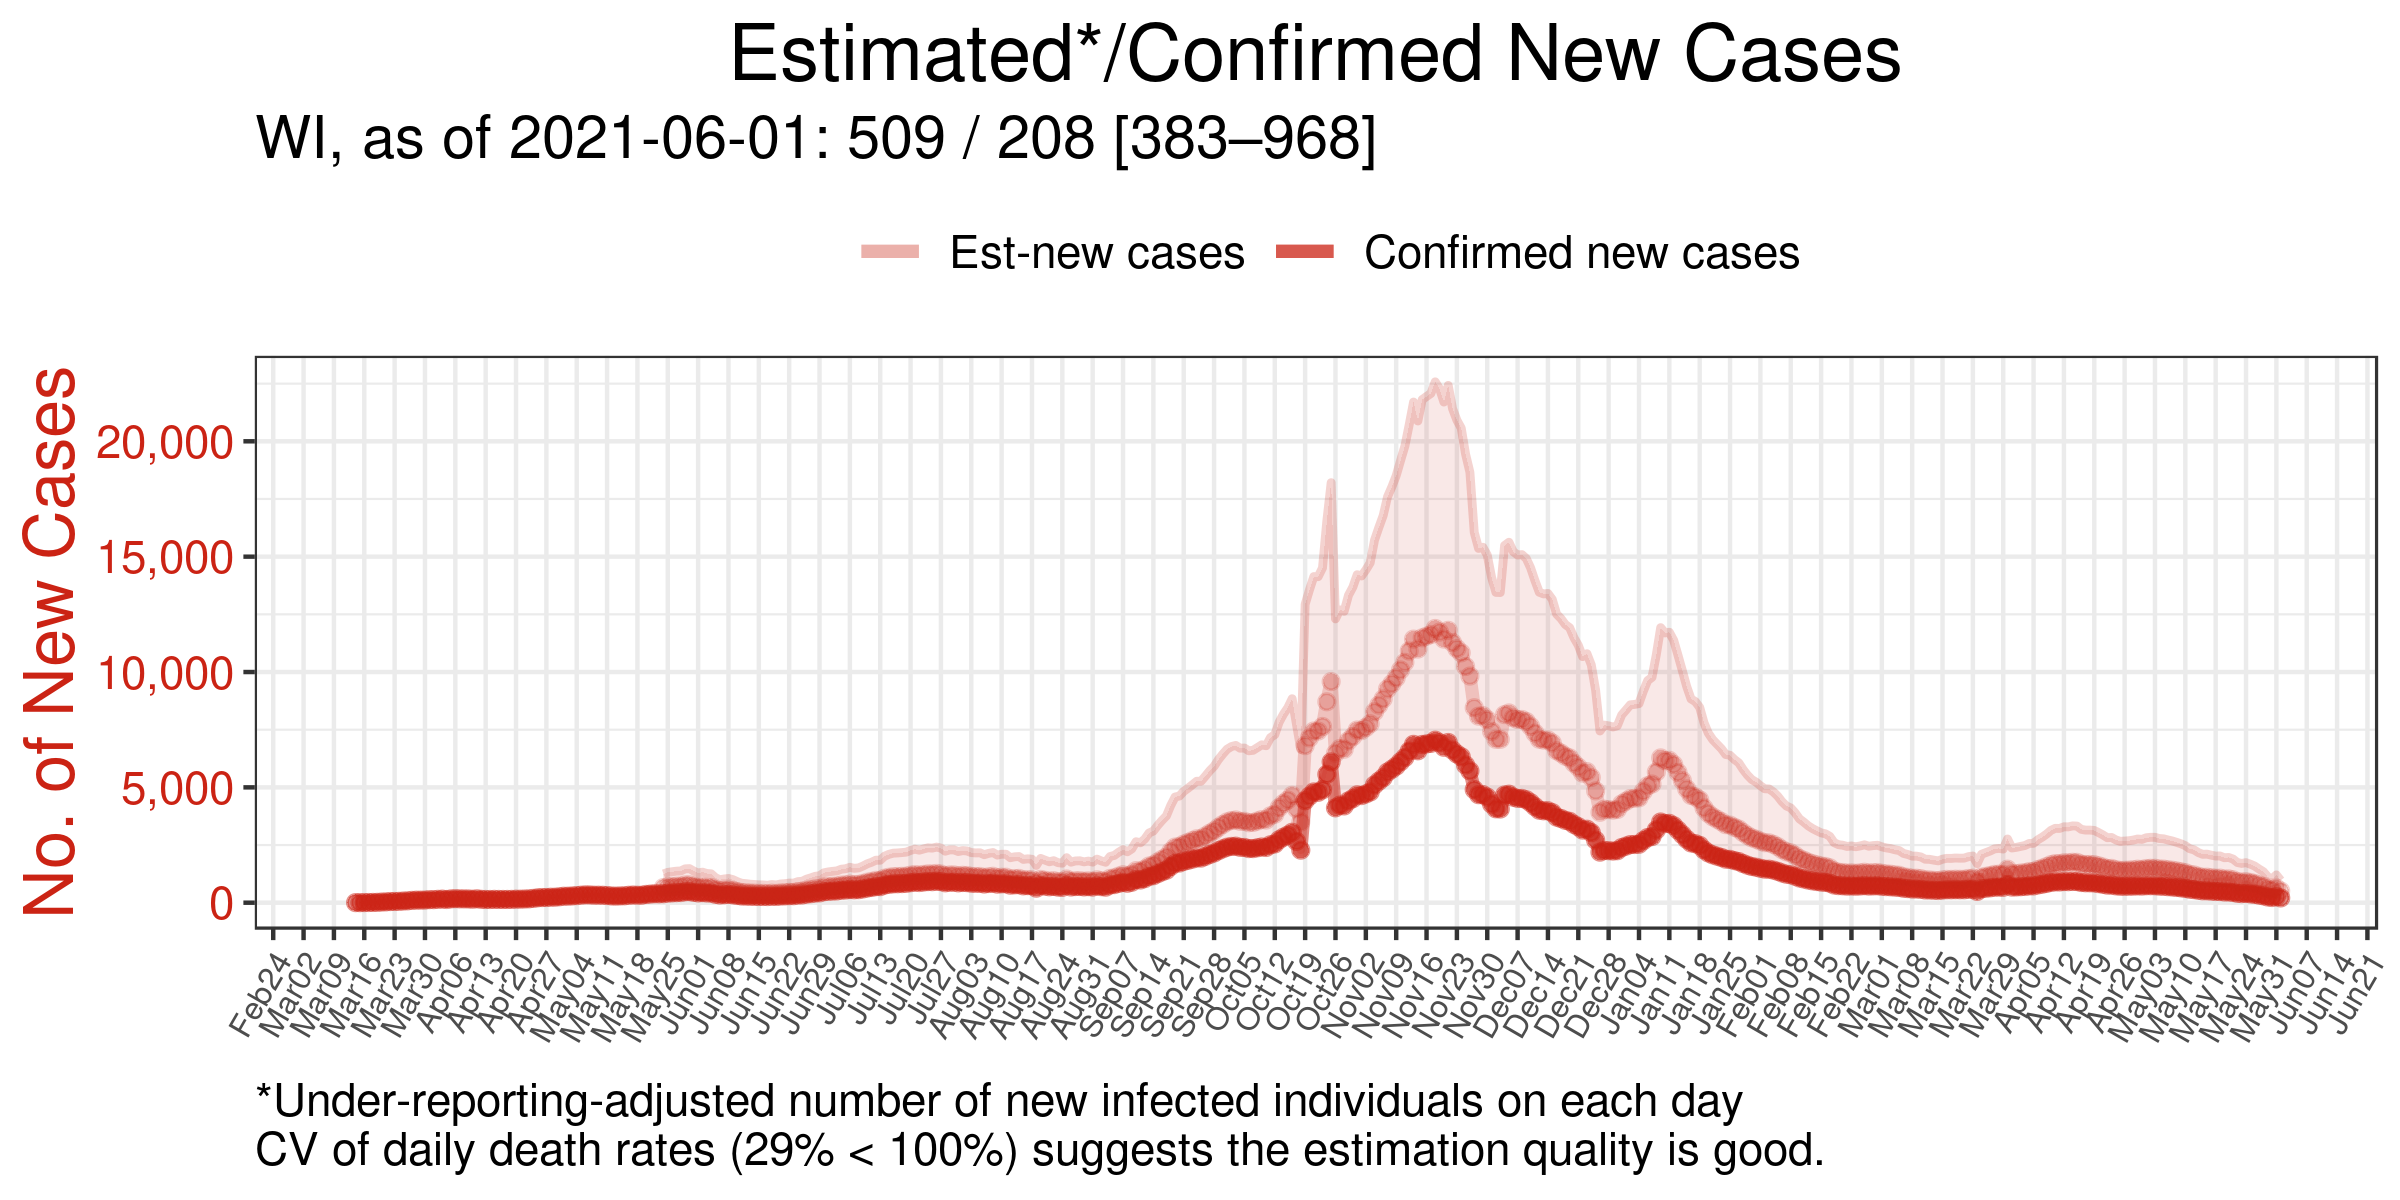 Estimated*/Confirmed New Cases
WI, as of 2021-06-01: 509 / 208 [383–968]
Est-new cases
Confirmed new cases
No. of New Cases
20,000
15,000
10,000
5,000
0
Feb24
Mar02
Mar09
Mar16
Mar23
Mar30
Apr06
Apr13
Apr20
Apr27
May04
May11
May18
May25
Jun01
Jun08
Jun15
Jun22
Jun29
Jul06
Jul13
Jul20
Jul27
Aug03
Aug10
Aug17
Aug24
Aug31
Sep07
Sep14
Sep21
Sep28
Oct05
Oct12
Oct19
Oct26
Nov02
Nov09
Nov16
Nov23
Nov30
Dec07
Dec14
Dec21
Dec28
Jan04
Jan11
Jan18
Jan25
Feb01
Feb08
Feb15
Feb22
Mar01
Mar08
Mar15
Mar22
Mar29
Apr05
Apr12
Apr19
Apr26
May03
May10
May17
May24
May31
Jun07
Jun14
Jun21
*Under-reporting-adjusted number of new infected individuals on each day
CV of daily death rates (29% < 100%) suggests the estimation quality is good.